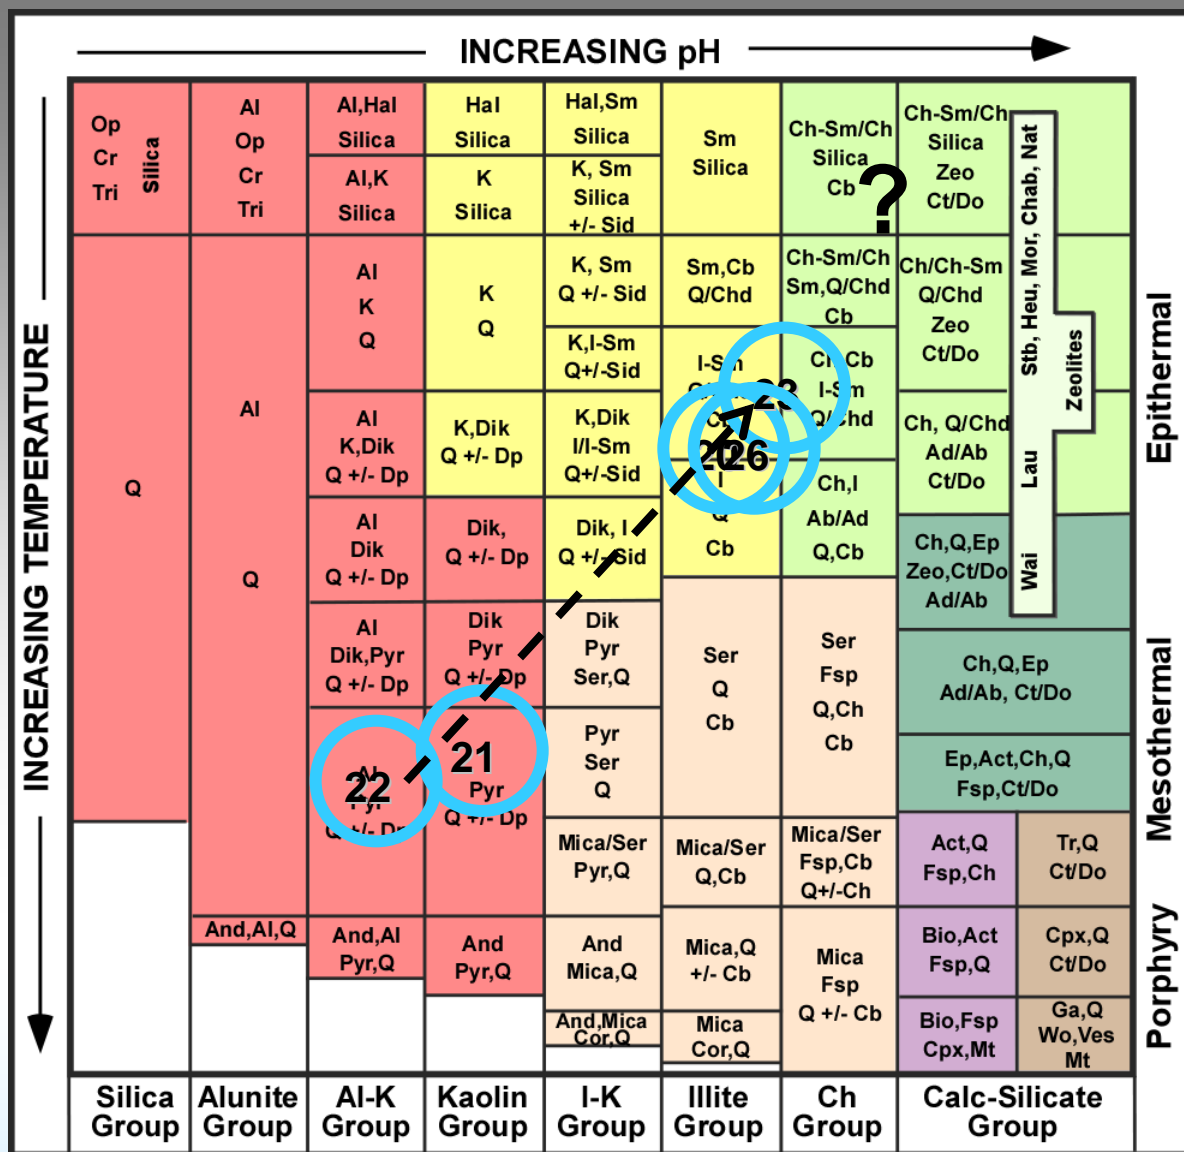 INCREASING pH
INCREASING TEMPERATURE
Op
Cr
Tri
Silica
Q
Al
Op
Cr
Tri
Al
Q
And,Al,Q
Al,Hal
Silica
Al,K
Silica
Al
K
Q
Al
K,Dik
Q +/- Dp
Al
Dik
Q +/- Dp
Al
Dik,Pyr
Q +/- Dp
22
Q +/- Dp
And,Al
Pyr,Q
Hal
Silica
K
Silica
K
Q
K,Dik
Q +/- Dp
Dik,
Q +/- Dp
Dik
Pyr
Q +/- Dp
21
Pyr
Q +/- Dp
And
Pyr,Q
Hal,Sm
Silica
K, Sm
Silica
+/- Sid
K, Sm
Q +/- Sid
K,I-Sm
Q+/-Sid
K,Dik
I/I-Sm
Q+/-Sid
Dik, I
Q +/- Sid
Dik
Pyr
Ser,Q
Pyr
Ser
Q
Mica/Ser
Pyr,Q
And
Mica,Q
And,Mica
Cor,Q
Sm
Silica
Sm,Cb
Q/Chd
I-Sm
26
I
Q
Cb
Ser
Q
Cb
Mica/Ser
Q,Cb
Mica,Q
+/- Cb
Mica
Cor,Q
Ch-Sm/Ch
Silica
Cb
?
Ch-Sm/Ch
Sm,Q/Chd
Cb
Ch,Cb
I-Sm
Q/Chd
23
Ch,I
Ab/Ad
Q,Cb
Ser
Fsp
Q,Ch
Cb
Mica/Ser
Fsp,Cb
Q+/-Ch
Mica
Fsp
Q +/- Cb
Ch-Sm/Ch
Silica
Zeo
Ct/Do
Ch/Ch-Sm
Q/Chd
Zeo
Ct/Do
Ch, Q/Chd
Ad/Ab
Ct/Do
Ch,Q,Ep
Zeo,Ct/Do
Ad/Ab
Ch,Q,Ep
Ad/Ab, Ct/Do
Ep,Act,Ch,Q
Fsp,Ct/Do
Act,Q
Fsp,Ch
Tr,Q
Ct/Do
Bio,Act
Fsp,Q
Cpx,Q
Ct/Do
Bio,Fsp
Cpx,Mt
Ga,Q
Wo,Ves
Mt
Stb, Heu, Mor, Chab, Nat
Lau
Wai
Zeolites
Epithermal
Mesothermal
Porphyry
Silica
Group
Alunite
Group
Al-K
Group
Kaolin
Group
I-K
Group
Illite
Group
Ch
Group
Calc-Silicate
Group